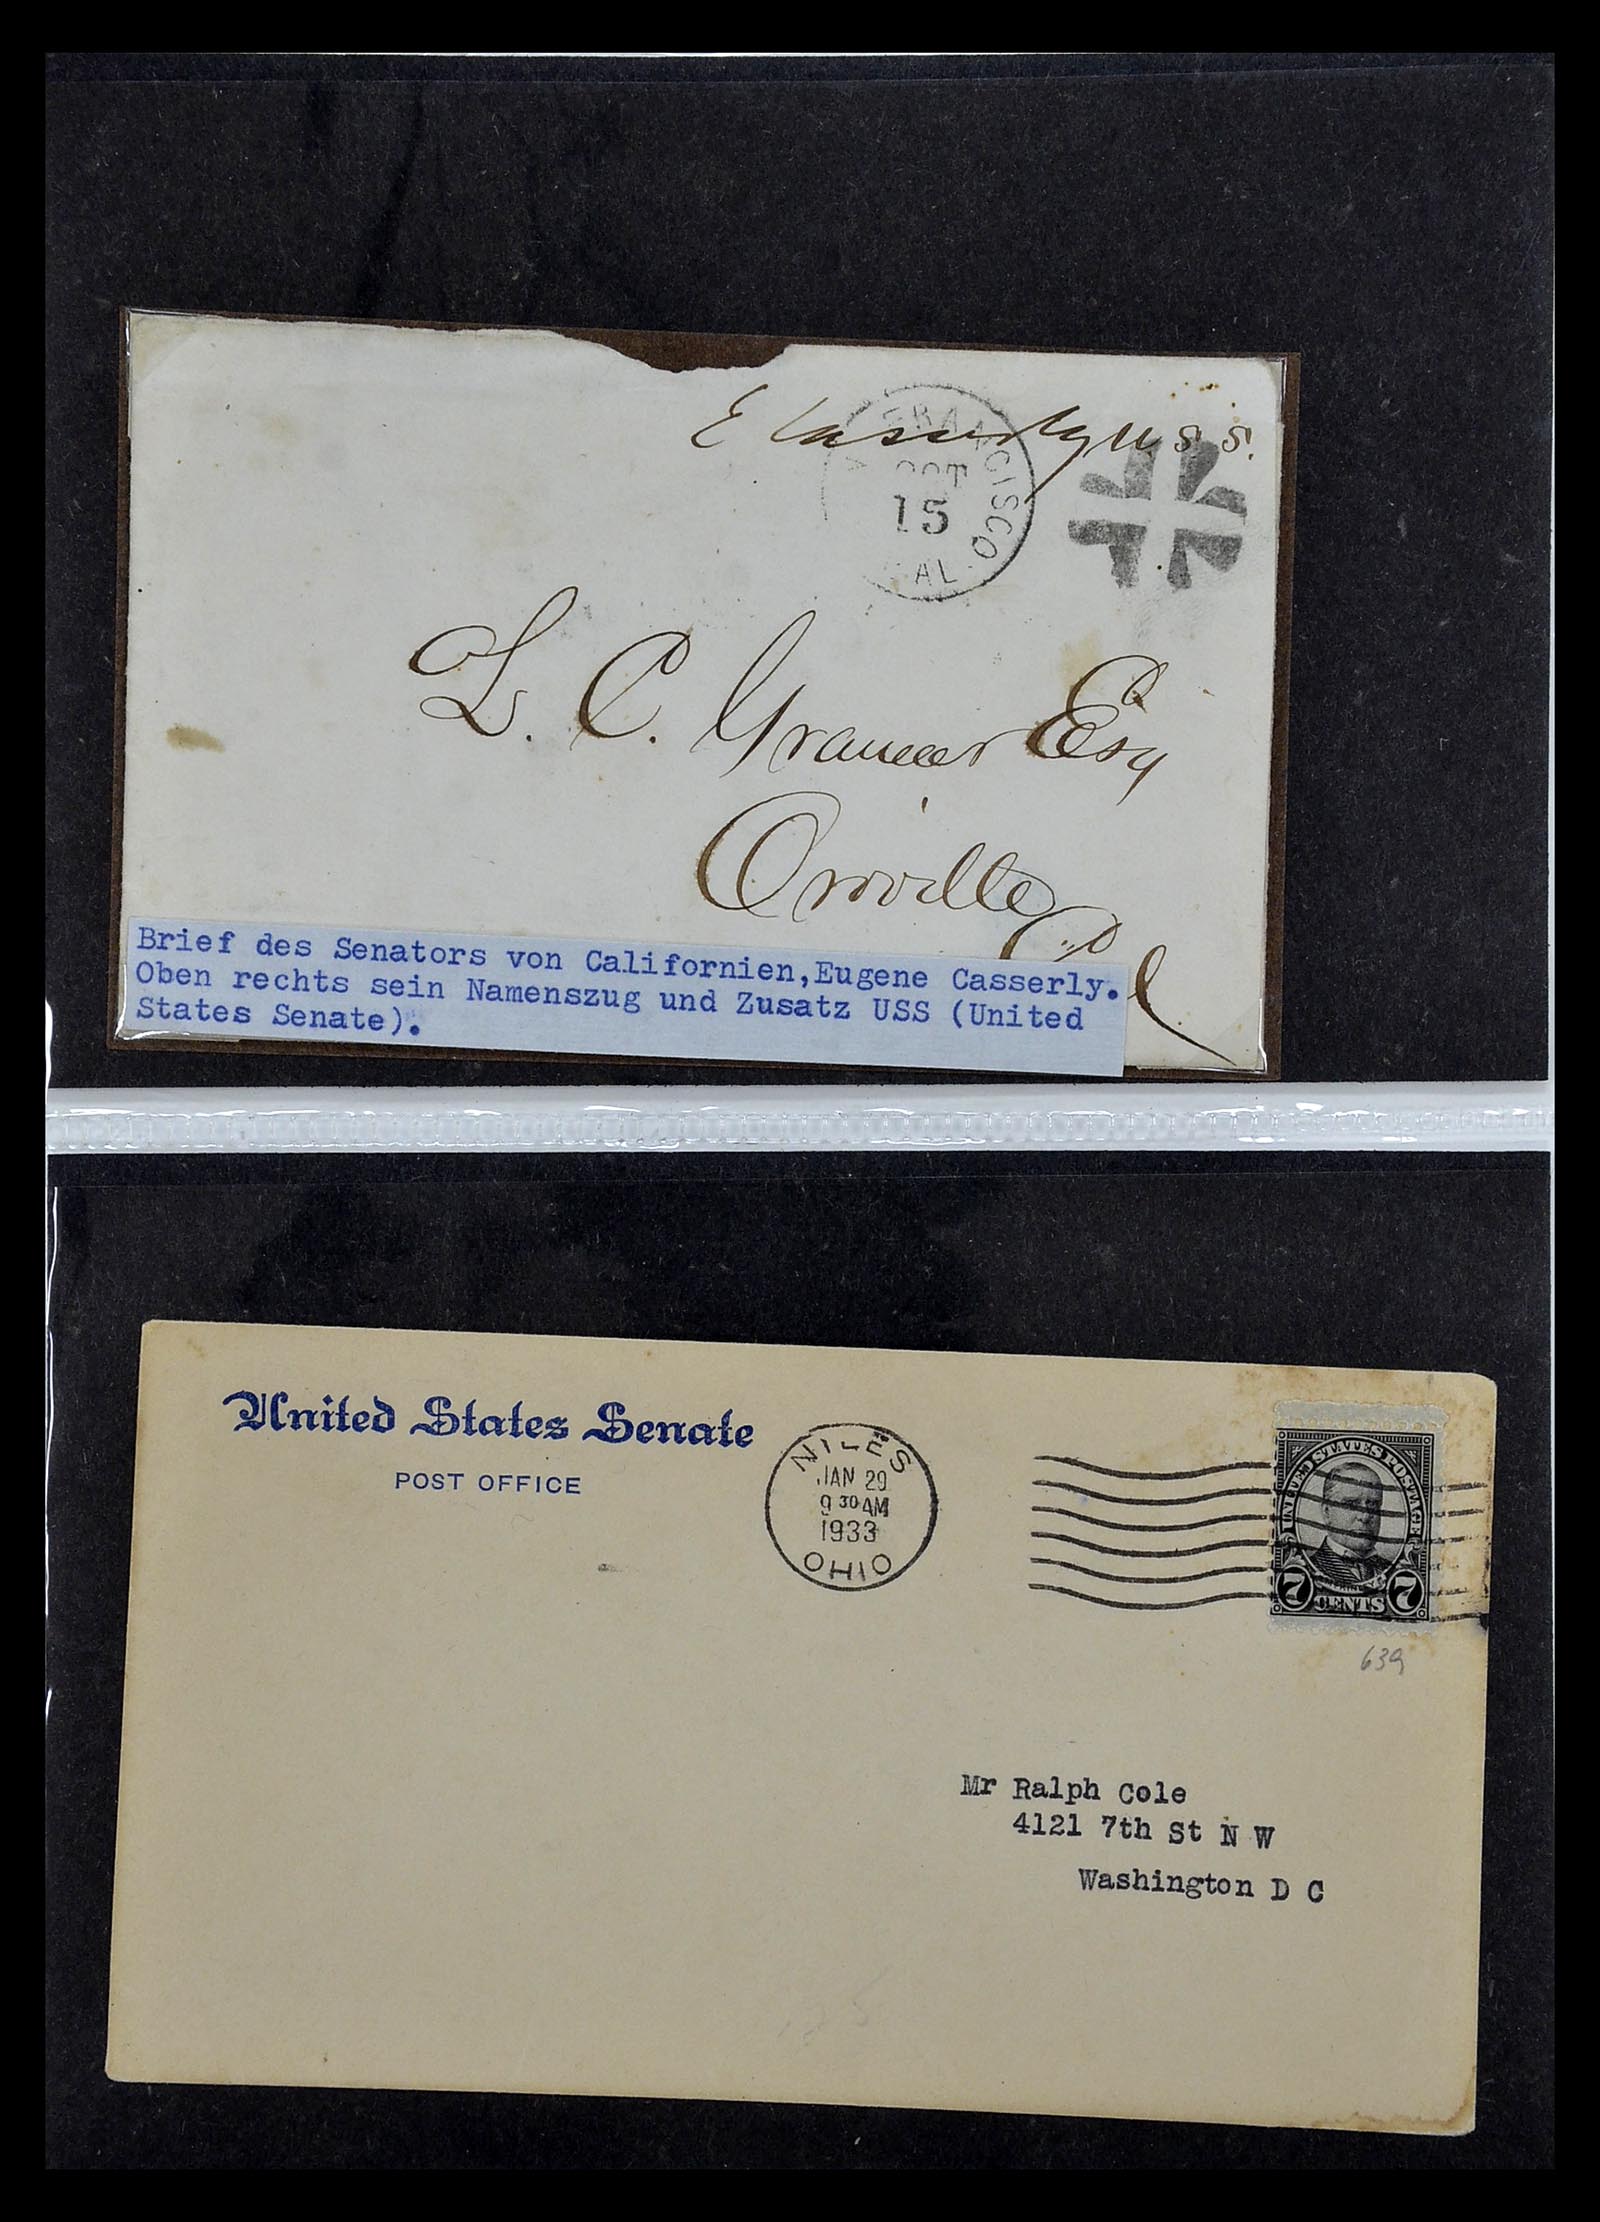 E Casserly U S S.
FRANCISCO
OCT
15
CAL.
L. C. Granger Esq
Oroville
Cal
Brief des Senators von Californien,Eugene Casserly.
Oben rechts sein Namenszug und Zusatz USS (United
States Senate).
United States Senate
POST OFFICE
NILES
JAN 29
9 30 AM
1933
OHIO
UNITED STATES POSTAGE
MCKINLEY
7 CENTS 7
639
Mr Ralph Cole
4121 7th St N W
Washington D C